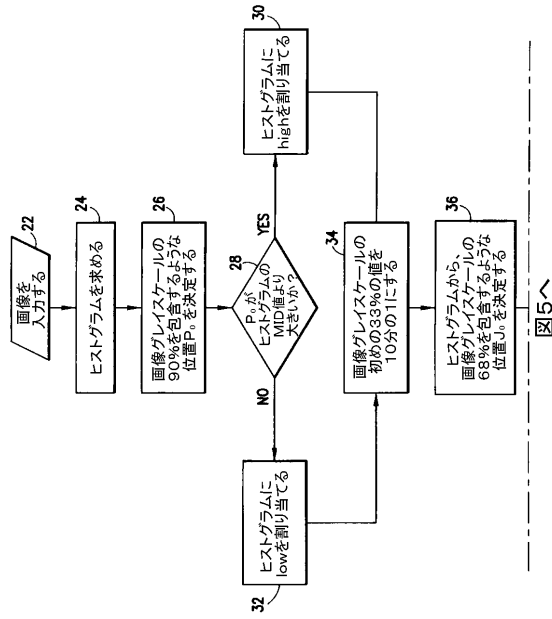 22
画像を
入力する
24
ヒストグラムを求める
26
画像グレイスケールの
90%を包含するような
位置P₀を決定する
28
P₀が
ヒストグラムの
MID値より
大きいか?
YES
NO
30
ヒストグラムに
highを割り当てる
32
ヒストグラムに
lowを割り当てる
34
画像グレイスケールの
初めの33%の値を
10分の1にする
36
ヒストグラムから、
画像グレイスケールの
68%を包含するような
位置J₀を決定する
図5へ